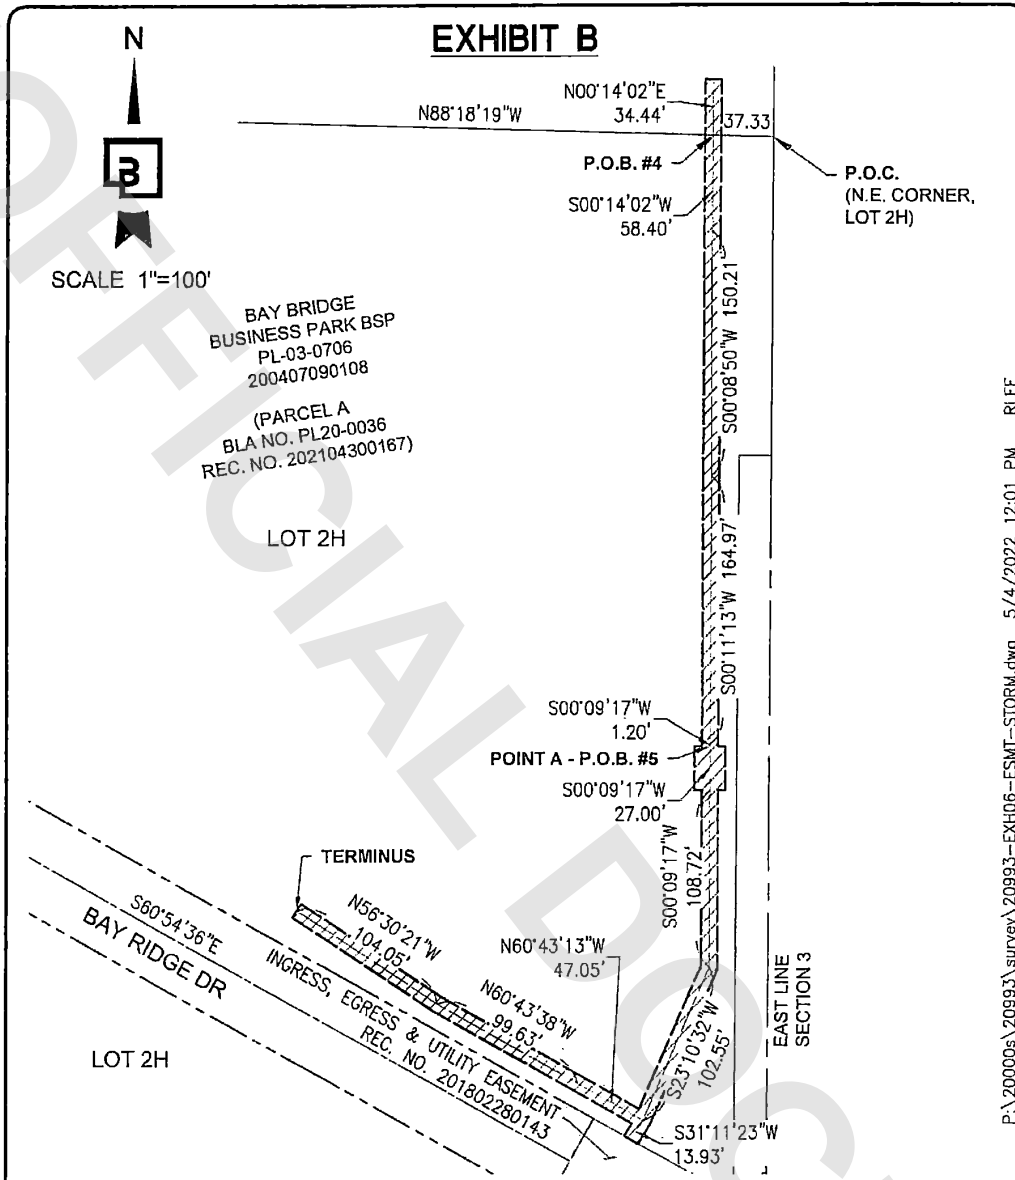 EXHIBIT B
N
B
SCALE 1"=100'
N88°18'19"W
N00°14'02"E
34.44'
37.33
P.O.B. #4
P.O.C.
(N.E. CORNER,
LOT 2H)
S00°14'02"W
58.40'
BAY BRIDGE
BUSINESS PARK BSP
PL-03-0706
200407090108
(PARCEL A
BLA NO. PL20-0036
REC. NO. 202104300167)
LOT 2H
S00°08'50"W 150.21
S00°11'13"W 164.97'
S00°09'17"W
1.20'
POINT A - P.O.B. #5
S00°09'17"W
27.00'
S00°09'17"W
108.72'
TERMINUS
N56°30'21"W
104.05'
N60°43'13"W
47.05'
N60°43'38"W
99.63'
S60°54'36"E
BAY RIDGE DR
INGRESS, EGRESS & UTILITY EASEMENT
REC. NO. 201802280143
LOT 2H
S23°10'32"W
102.55'
S31°11'23"W
13.93'
EAST LINE
SECTION 3
P:\20000s\20993\survey\20993-EXH06-ESMT-STORM.dwg 5/4/2022 12:01 PM
OFFICIAL DOC